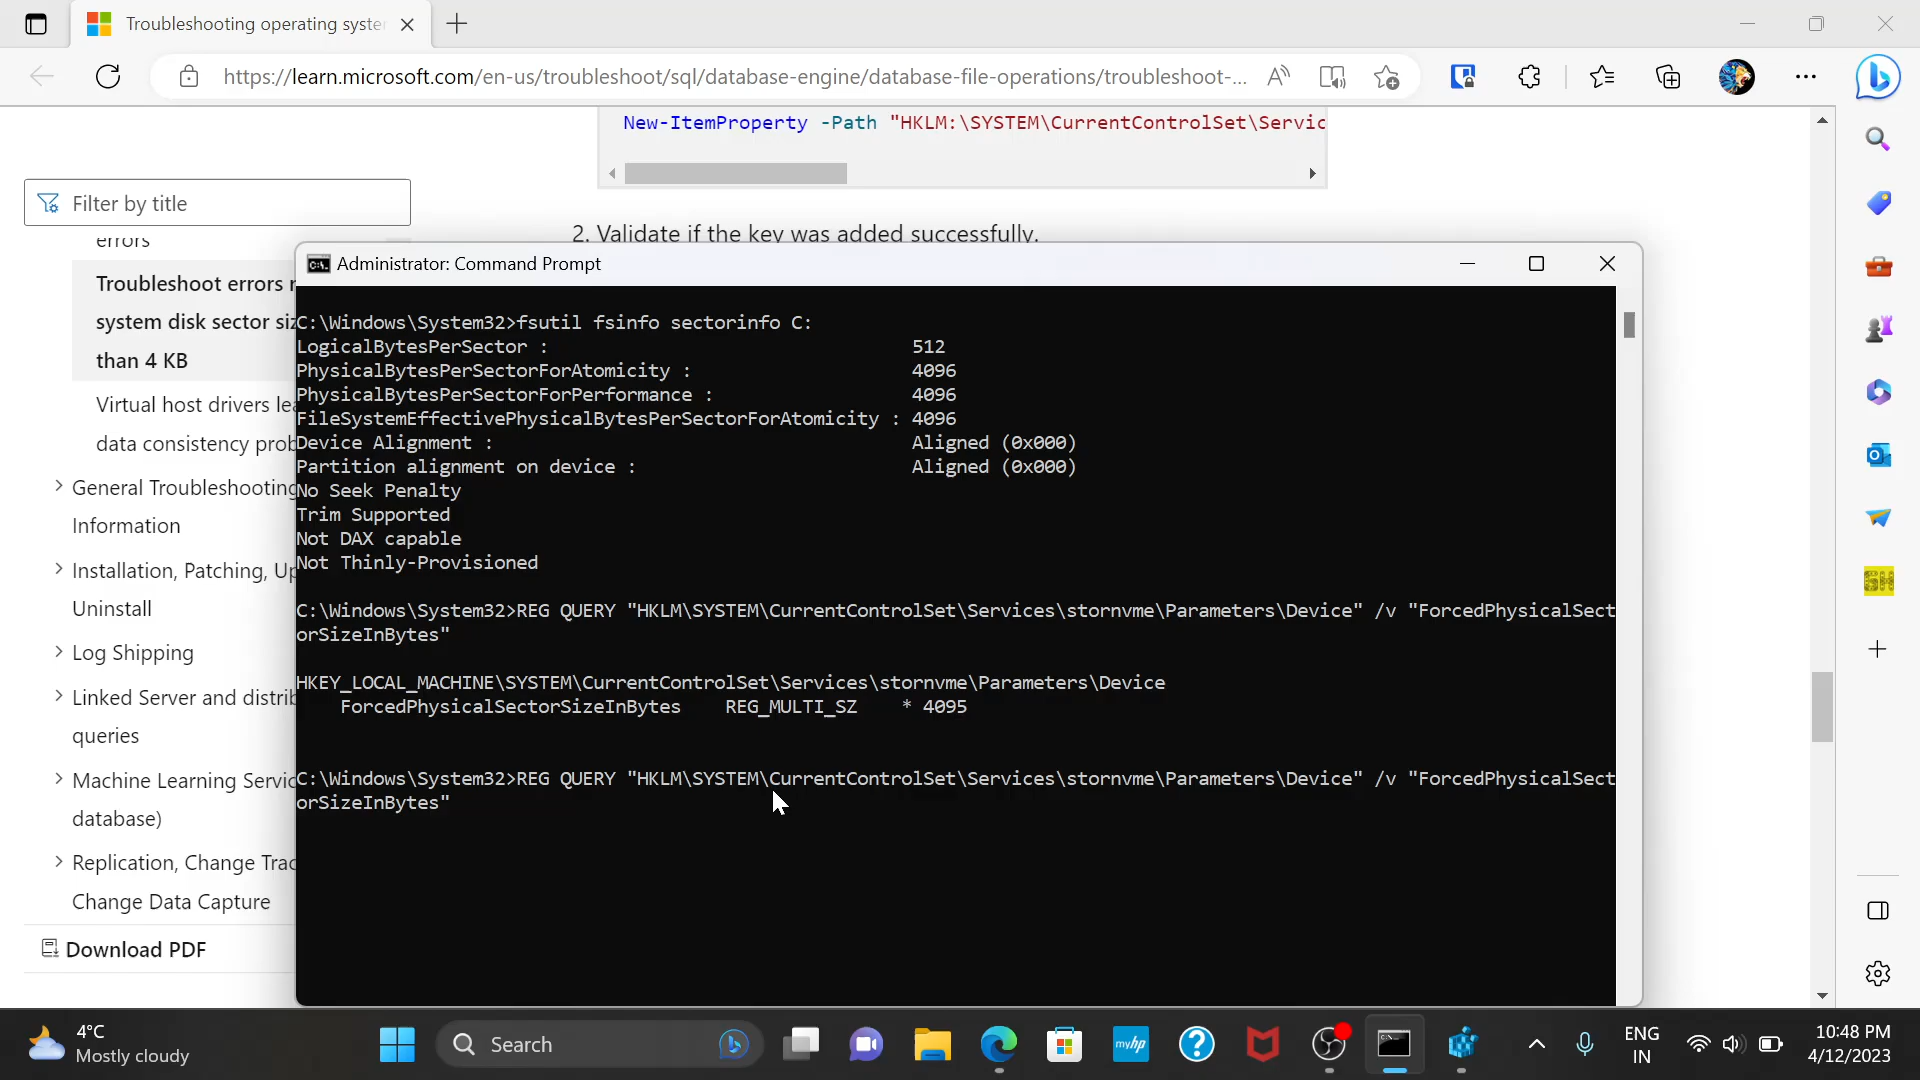 Troubleshooting operating syste
https://learn.microsoft.com/en-us/troubleshoot/sql/database-engine/database-file-operations/troubleshoot-...
New-ItemProperty -Path "HKLM:\SYSTEM\CurrentControlSet\Servic
Filter by title
2. Validate if the key was added successfully.
errors
Troubleshoot errors r
system disk sector siz
than 4 KB
Virtual host drivers lea
data consistency prob
General Troubleshooting
Information
Installation, Patching, Up
Uninstall
Log Shipping
Linked Server and distrib
queries
Machine Learning Servic
database)
Replication, Change Trac
Change Data Capture
Download PDF
Administrator: Command Prompt
C:\Windows\System32>fsutil fsinfo sectorinfo C:
LogicalBytesPerSector : 512
PhysicalBytesPerSectorForAtomicity : 4096
PhysicalBytesPerSectorForPerformance : 4096
FileSystemEffectivePhysicalBytesPerSectorForAtomicity : 4096
Device Alignment : Aligned (0x000)
Partition alignment on device : Aligned (0x000)
No Seek Penalty
Trim Supported
Not DAX capable
Not Thinly-Provisioned
C:\Windows\System32>REG QUERY "HKLM\SYSTEM\CurrentControlSet\Services\stornvme\Parameters\Device" /v "ForcedPhysicalSect
orSizeInBytes"
HKEY_LOCAL_MACHINE\SYSTEM\CurrentControlSet\Services\stornvme\Parameters\Device
ForcedPhysicalSectorSizeInBytes REG_MULTI_SZ * 4095
C:\Windows\System32>REG QUERY "HKLM\SYSTEM\CurrentControlSet\Services\stornvme\Parameters\Device" /v "ForcedPhysicalSect
orSizeInBytes"
4°C
Mostly cloudy
Search
myhp
ENG
IN
10:48 PM
4/12/2023